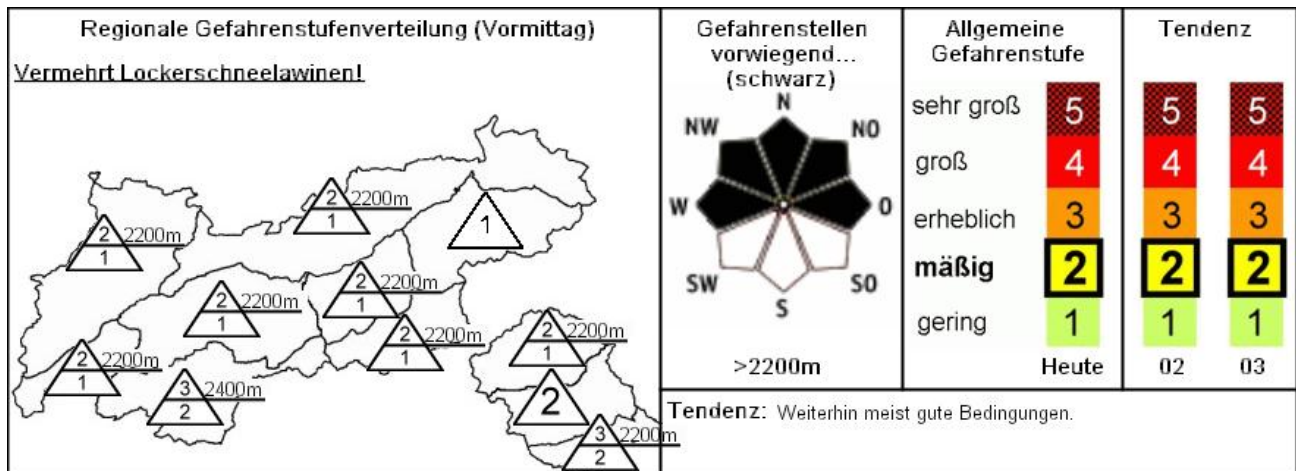 Regionale Gefahrenstufenverteilung (Vormittag)
Vermehrt Lockerschneelawinen!
2
2200m
1
1
2
2200m
1
2
2200m
1
2
2200m
1
2
2200m
1
2
2200m
1
2
2200m
1
3
2400m
2
2
3
2200m
2
Gefahrenstellen
vorwiegend...
(schwarz)
N
NW
NO
W
O
SW
SO
S
>2200m
Allgemeine
Gefahrenstufe
sehr groß
5
groß
4
erheblich
3
mäßig
2
gering
1
Heute
Tendenz
5 5
4 4
3 3
2 2
1 1
02 03
Tendenz: Weiterhin meist gute Bedingungen.